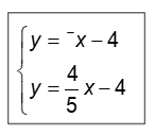 y = ⁻x – 4
y = 4/5 x – 4